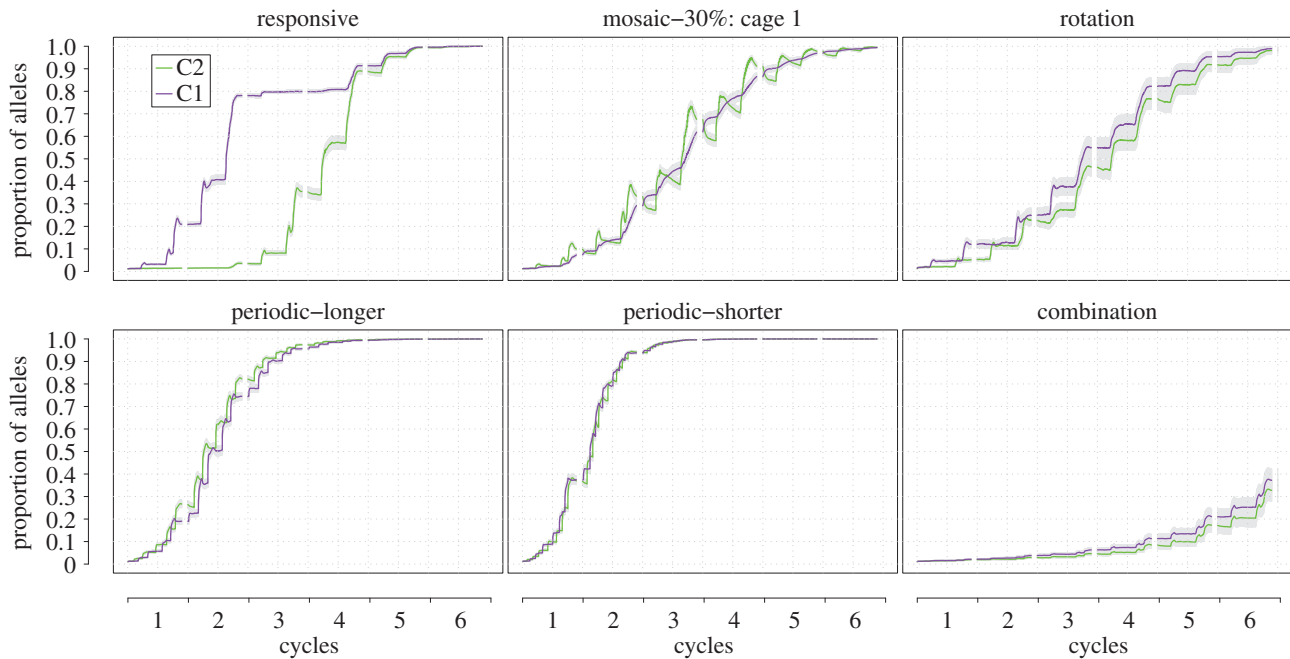 responsive
mosaic−30%: cage 1
rotation
proportion of alleles
1.0
0.9
0.8
0.7
0.6
0.5
0.4
0.3
0.2
0.1
0
C2
C1
periodic−longer
periodic−shorter
combination
proportion of alleles
1.0
0.9
0.8
0.7
0.6
0.5
0.4
0.3
0.2
0.1
0
1 2 3 4 5 6
1 2 3 4 5 6
1 2 3 4 5 6
cycles
cycles
cycles